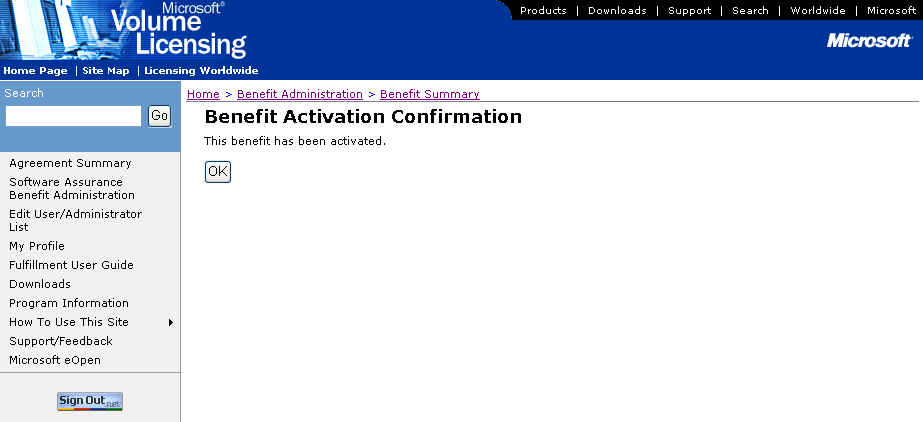 Microsoft®
Volume
Licensing
Products | Downloads | Support | Search | Worldwide | Microsoft
Microsoft
Home Page | Site Map | Licensing Worldwide
Search
Go
Home > Benefit Administration > Benefit Summary
Benefit Activation Confirmation
This benefit has been activated.
OK
Agreement Summary
Software Assurance
Benefit Administration
Edit User/Administrator
List
My Profile
Fulfillment User Guide
Downloads
Program Information
How To Use This Site
Support/Feedback
Microsoft eOpen
Sign Out .net